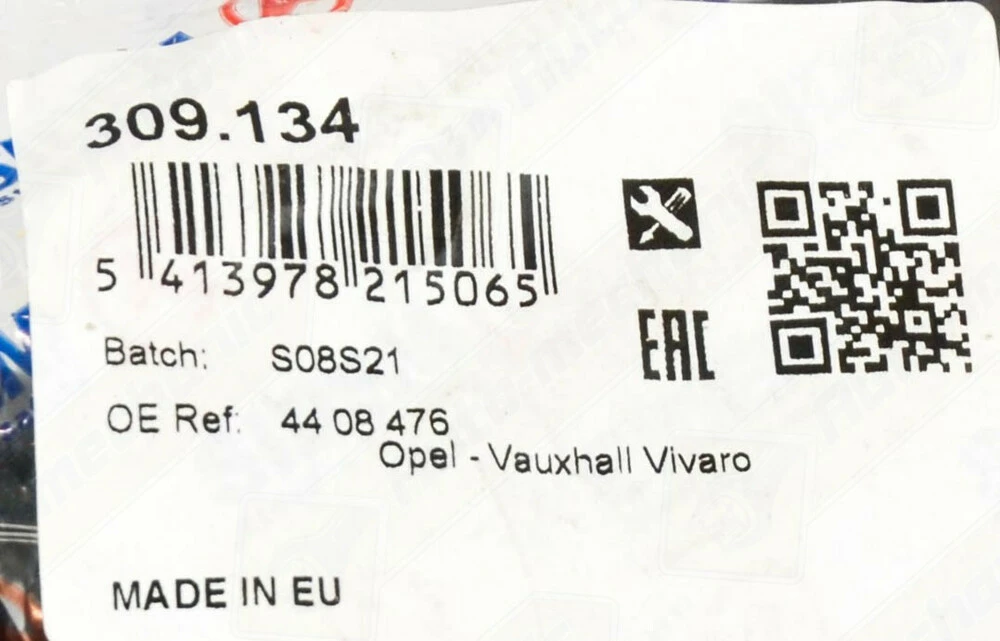 309.134
5 413978 215065
Batch: S08S21
EAC
OE Ref: 44 08 476
Opel - Vauxhall Vivaro
MADE IN EU